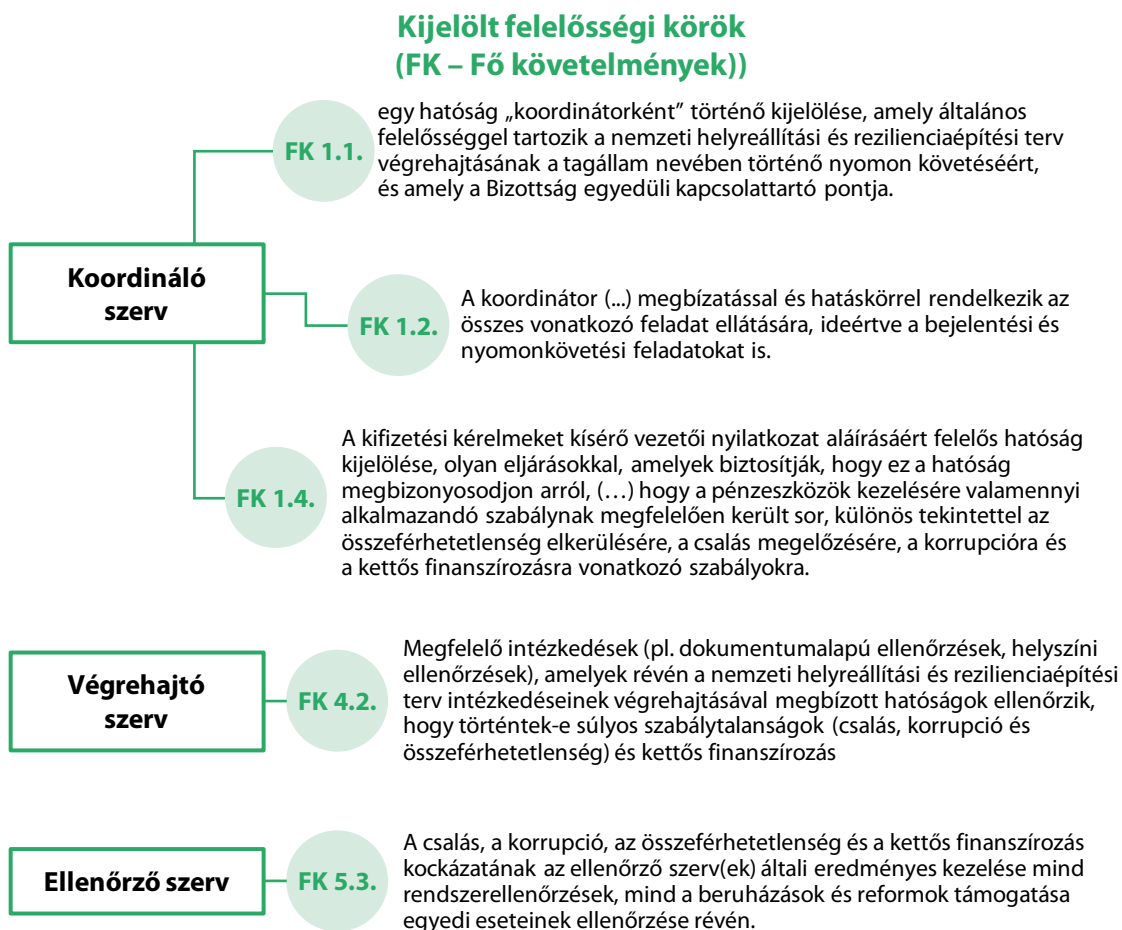 Kijelölt felelősségi körök
(FK – Fő követelmények))
FK 1.1.
egy hatóság „koordinátorként” történő kijelölése, amely általános
felelősséggel tartozik a nemzeti helyreállítási és rezilienciaépítési terv
végrehajtásának a tagállam nevében történő nyomon követéséért,
és amely a Bizottság egyedüli kapcsolattartó pontja.
Koordináló
szerv
FK 1.2.
A koordinátor (...) megbízatással és hatáskörrel rendelkezik az
összes vonatkozó feladat ellátására, ideértve a bejelentési és
nyomonkövetési feladatokat is.
FK 1.4.
A kifizetési kérelmeket kísérő vezetői nyilatkozat aláírásáért felelős hatóság
kijelölése, olyan eljárásokkal, amelyek biztosítják, hogy ez a hatóság
megbizonyosodjon arról, (…) hogy a pénzeszközök kezelésére valamennyi
alkalmazandó szabálynak megfelelően került sor, különös tekintettel az
összeférhetetlenség elkerülésére, a csalás megelőzésére, a korrupcióra és
a kettős finanszírozásra vonatkozó szabályokra.
Végrehajtó
szerv
FK 4.2.
Megfelelő intézkedések (pl. dokumentumalapú ellenőrzések, helyszíni
ellenőrzések), amelyek révén a nemzeti helyreállítási és rezilienciaépítési
terv intézkedéseinek végrehajtásával megbízott hatóságok ellenőrzik,
hogy történtek-e súlyos szabálytalanságok (csalás, korrupció és
összeférhetetlenség) és kettős finanszírozás
Ellenőrző szerv
FK 5.3.
A csalás, a korrupció, az összeférhetetlenség és a kettős finanszírozás
kockázatának az ellenőrző szerv(ek) általi eredményes kezelése mind
rendszerellenőrzések, mind a beruházások és reformok támogatása
egyedi eseteinek ellenőrzése révén.